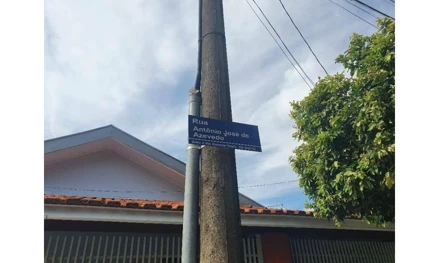 Rua
Antônio José de
Azevedo